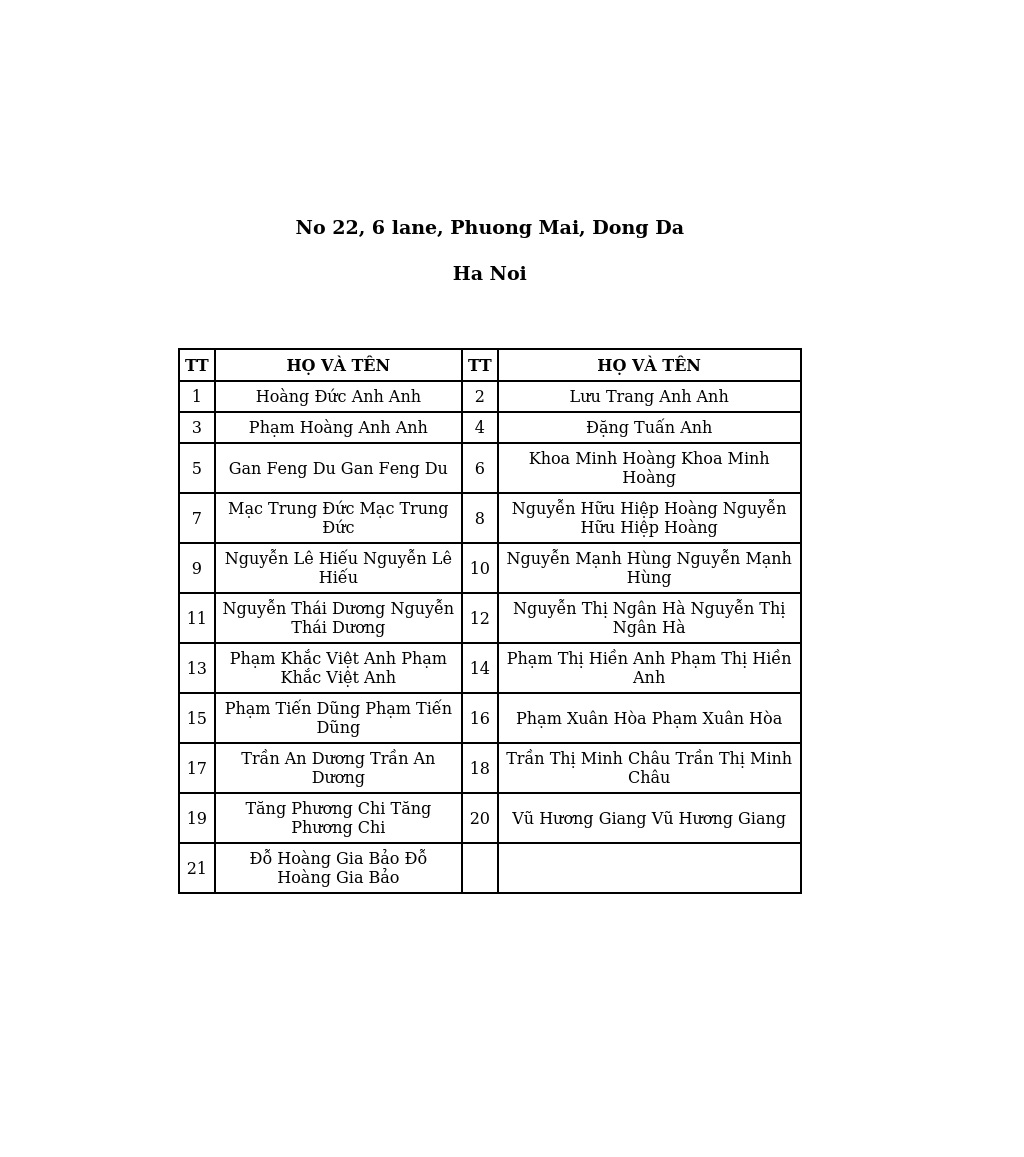 No 22, 6 lane, Phuong Mai, Dong Da
Ha Noi
TT HỌ VÀ TÊN TT HỌ VÀ TÊN
1 Hoàng Đức Anh Anh 2 Lưu Trang Anh Anh
3 Phạm Hoàng Anh Anh 4 Đặng Tuấn Anh
5 Gan Feng Du Gan Feng Du 6 Khoa Minh Hoàng Khoa Minh
Hoàng
7 Mạc Trung Đức Mạc Trung
Đức
8 Nguyễn Hữu Hiệp Hoàng Nguyễn
Hữu Hiệp Hoàng
9 Nguyễn Lê Hiếu Nguyễn Lê
Hiếu
10 Nguyễn Mạnh Hùng Nguyễn Mạnh
Hùng
11 Nguyễn Thái Dương Nguyễn
Thái Dương
12 Nguyễn Thị Ngân Hà Nguyễn Thị
Ngân Hà
13 Phạm Khắc Việt Anh Phạm
Khắc Việt Anh
14 Phạm Thị Hiền Anh Phạm Thị Hiền
Anh
15 Phạm Tiến Dũng Phạm Tiến
Dũng
16 Phạm Xuân Hòa Phạm Xuân Hòa
17 Trần An Dương Trần An
Dương
18 Trần Thị Minh Châu Trần Thị Minh
Châu
19 Tăng Phương Chi Tăng
Phương Chi
20 Vũ Hương Giang Vũ Hương Giang
21 Đỗ Hoàng Gia Bảo Đỗ
Hoàng Gia Bảo